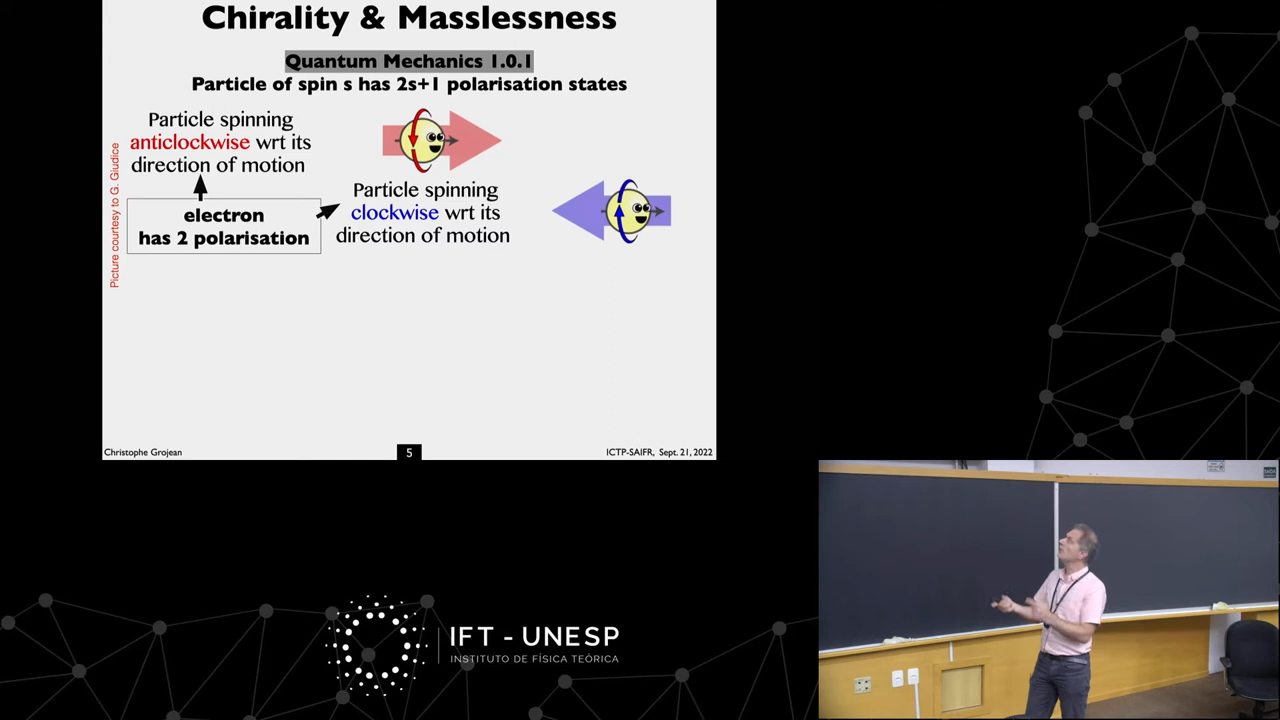 Chirality & Masslessness
Quantum Mechanics 1.0.1
Particle of spin s has 2s+1 polarisation states
Particle spinning
anticlockwise wrt its
direction of motion
Picture courtesy to G. Giudice
Particle spinning
clockwise wrt its
direction of motion
electron
has 2 polarisation
Christophe Grojean
5
ICTP-SAIFR, Sept. 21, 2022
IFT - UNESP
INSTITUTO DE FÍSICA TEÓRICA